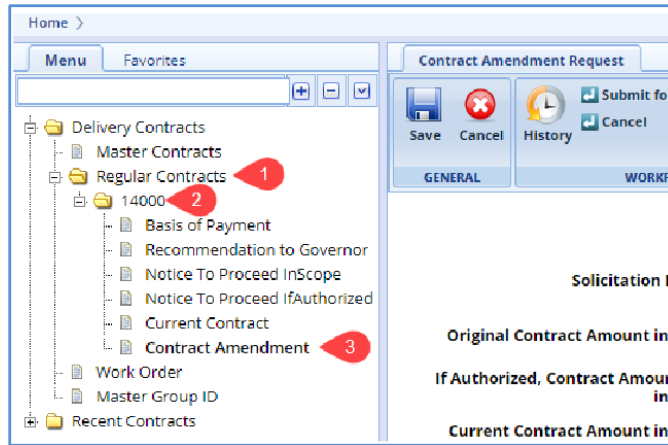 Home >
Menu Favorites
Delivery Contracts
Master Contracts
Regular Contracts 1
14000 2
Basis of Payment
Recommendation to Governor
Notice To Proceed InScope
Notice To Proceed IfAuthorized
Current Contract
Contract Amendment 3
Work Order
Master Group ID
Recent Contracts
Contract Amendment Request
Submit fo
Save Cancel History Cancel
GENERAL WORKF
Solicitation
Original Contract Amount in
If Authorized, Contract Amou
in
Current Contract Amount in